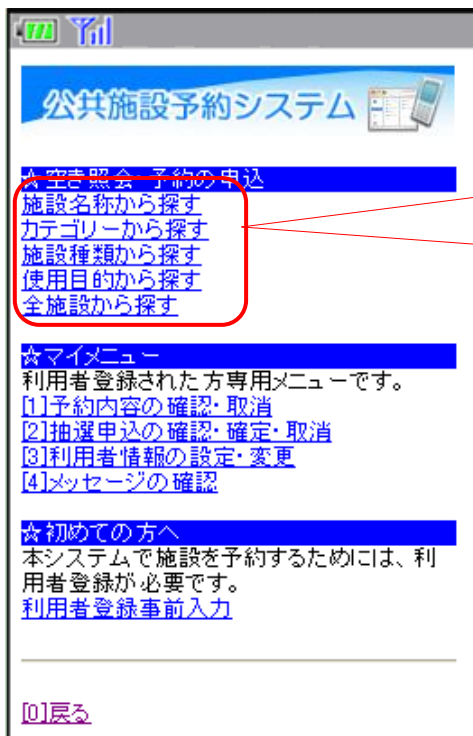 公共施設予約システム
☆空き照会・予約の申込
施設名称から探す
カテゴリーから探す
施設種類から探す
使用目的から探す
全施設から探す
☆マイメニュー
利用者登録された方専用メニューです。
[1]予約内容の確認・取消
[2]抽選申込の確認・確定・取消
[3]利用者情報の設定・変更
[4]メッセージの確認
☆初めての方へ
本システムで施設を予約するためには、利
用者登録が必要です。
利用者登録事前入力
[0]戻る